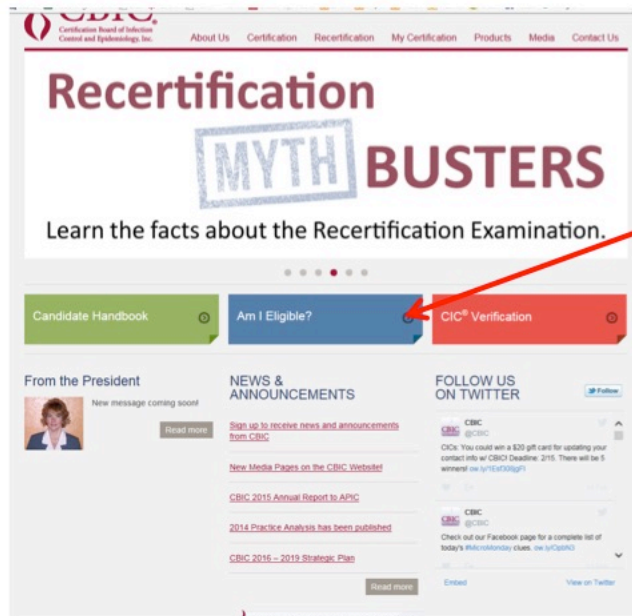 CBIC®
Certification Board of Infection
Control and Epidemiology, Inc.
About Us Certification Recertification My Certification Products Media Contact Us
Recertification
MYTH BUSTERS
Learn the facts about the Recertification Examination.
Candidate Handbook
Am I Eligible?
CIC® Verification
From the President
New message coming soon!
Read more
NEWS &
ANNOUNCEMENTS
Sign up to receive news and announcements
from CBIC
New Media Pages on the CBIC Website!
CBIC 2015 Annual Report to APIC
2014 Practice Analysis has been published
CBIC 2016 – 2019 Strategic Plan
Read more
FOLLOW US
ON TWITTER
Follow
CBIC
CBIC
@CBIC
CICs: You could win a $20 gift card for updating your
contact info w/ CBIC! Deadline: 2/15. There will be 5
winners!
CBIC
CBIC
@CBIC
Check out our Facebook page for a complete list of
today's #MicroMonday clues.
Embed
View on Twitter